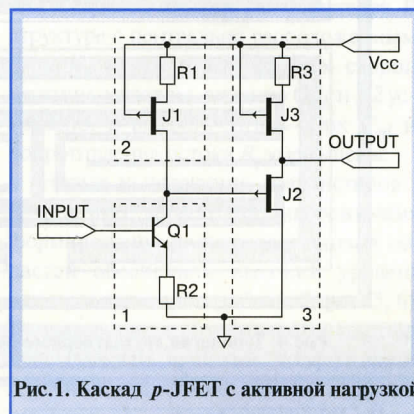 Vcc
R1
R3
J1
J3
2
OUTPUT
J2
INPUT
Q1
R2
1
3
Рис.1. Каскад p-JFET с активной нагрузкой